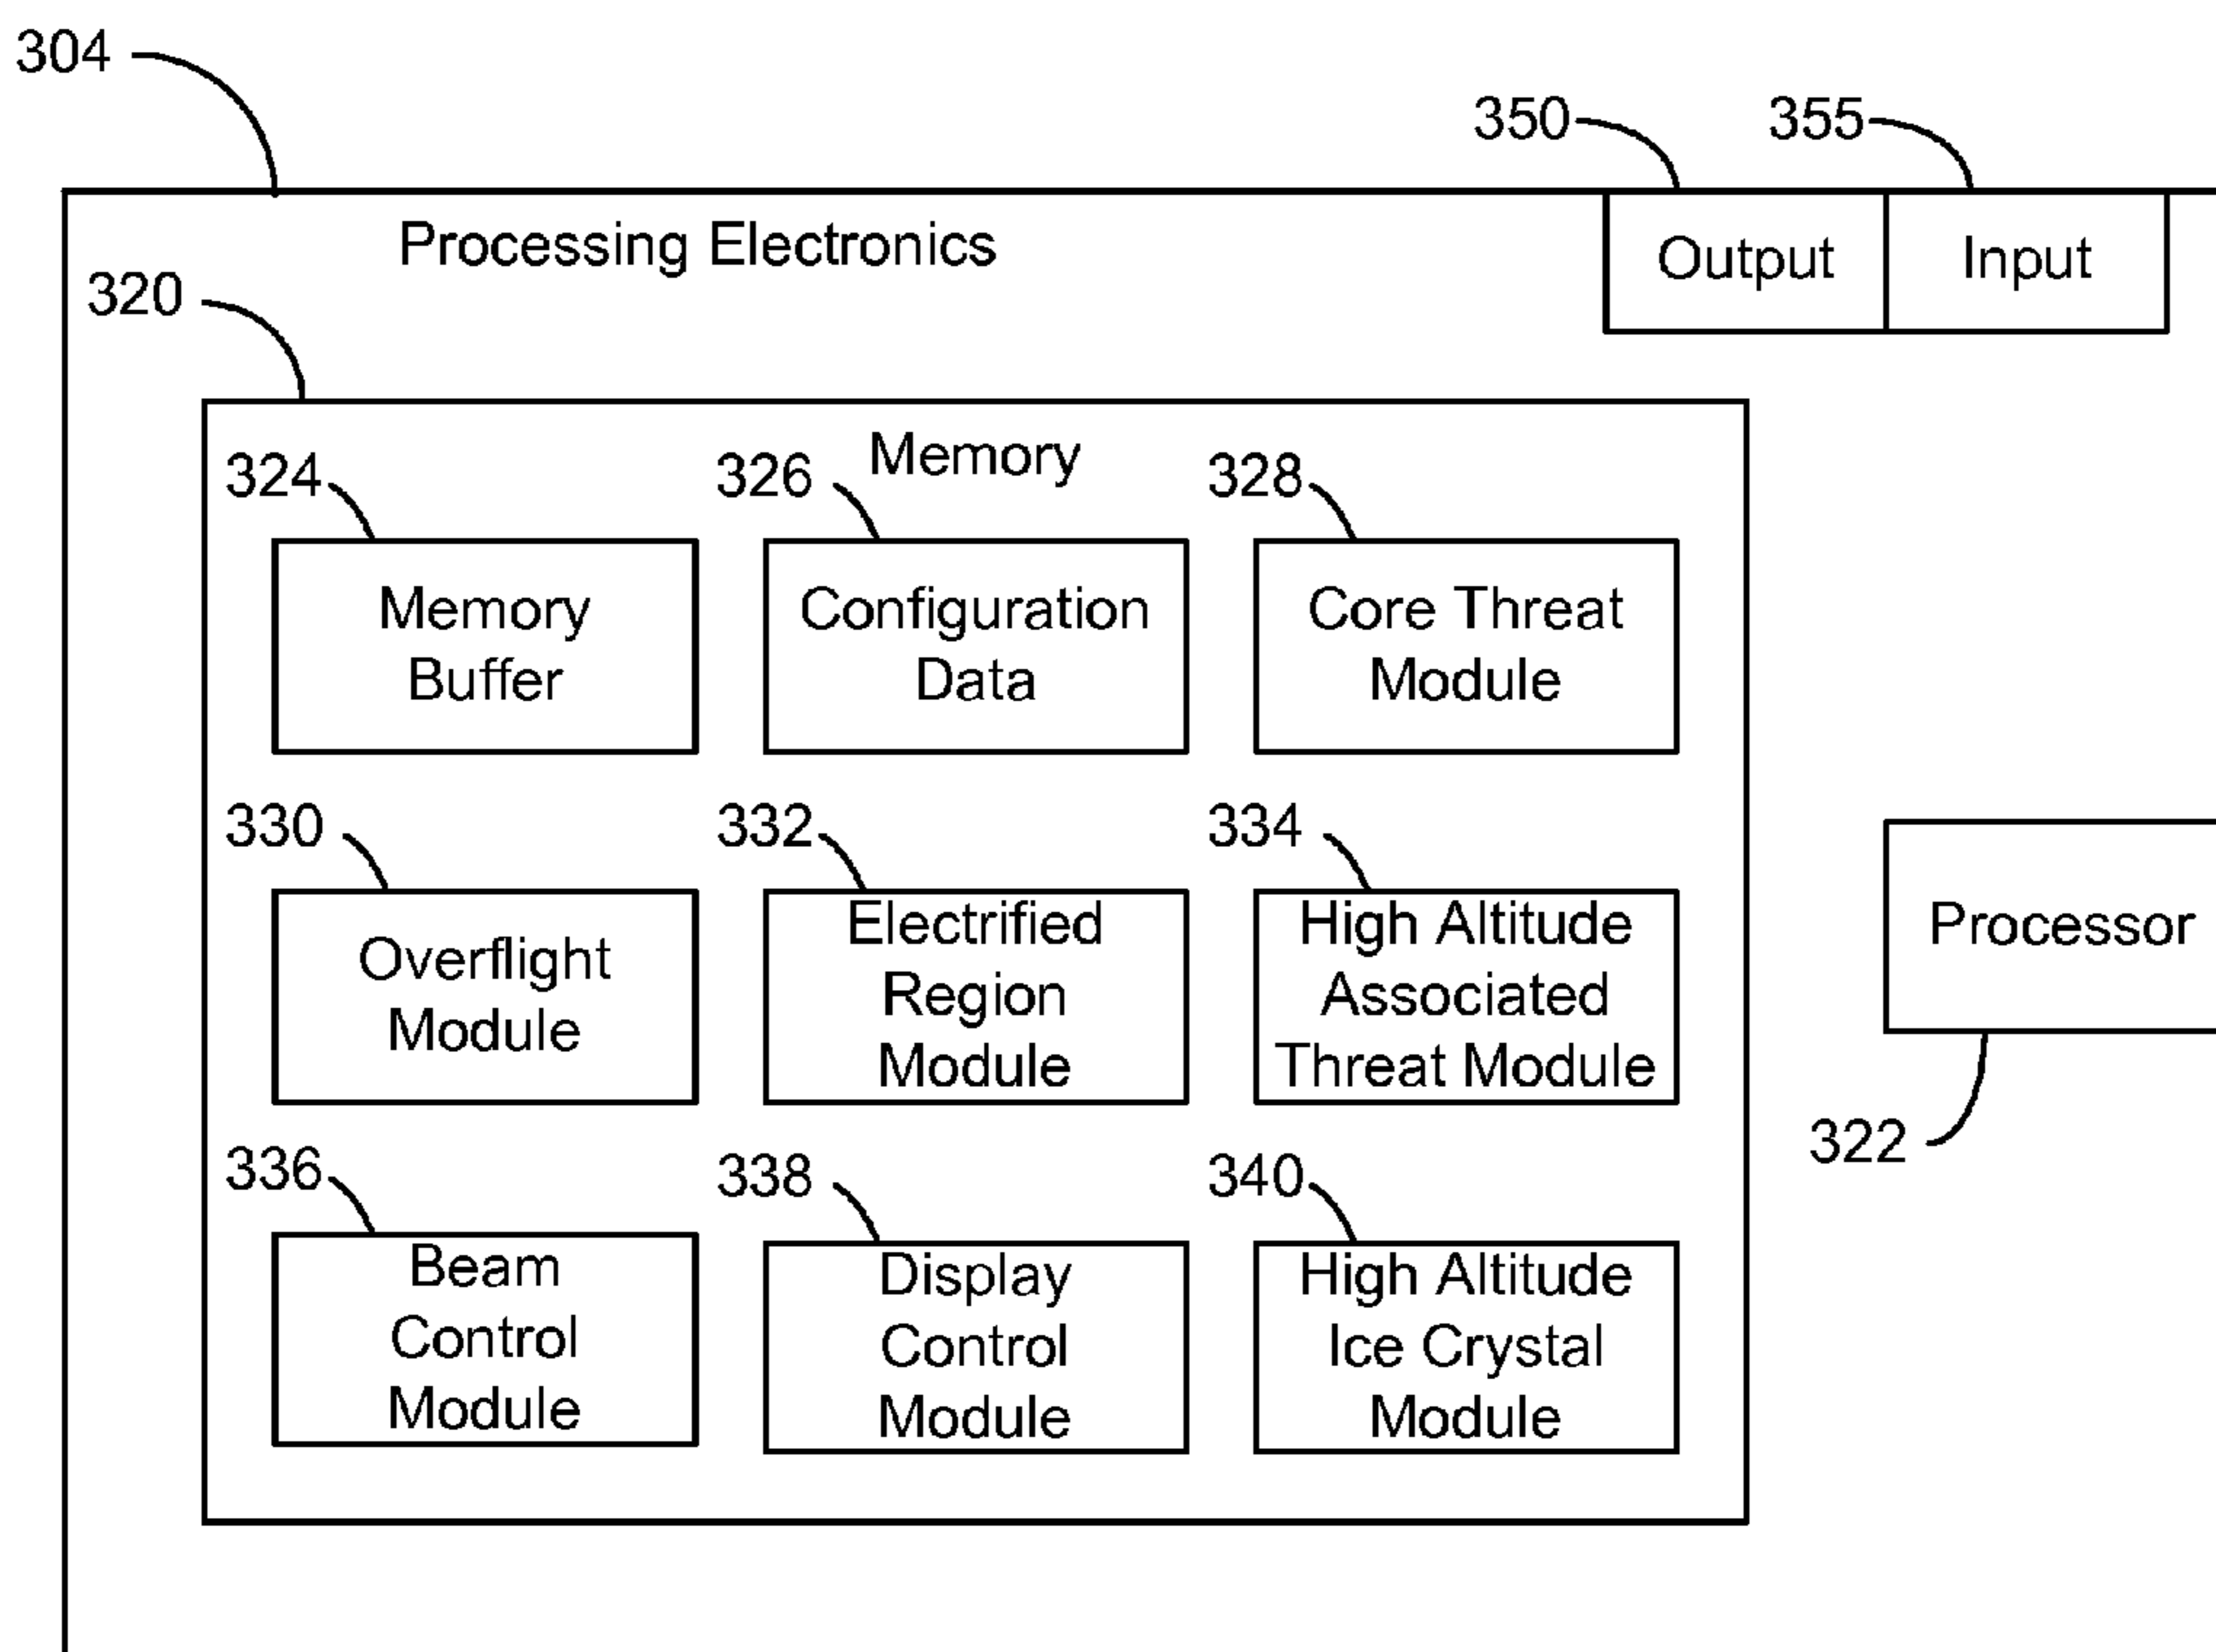 304
350
355
Processing Electronics
Output
Input
320
Memory
324
326
328
Memory
Buffer
Configuration
Data
Core Threat
Module
330
332
334
Overflight
Module
Electrified
Region
Module
High Altitude
Associated
Threat Module
Processor
322
336
338
340
Beam
Control
Module
Display
Control
Module
High Altitude
Ice Crystal
Module